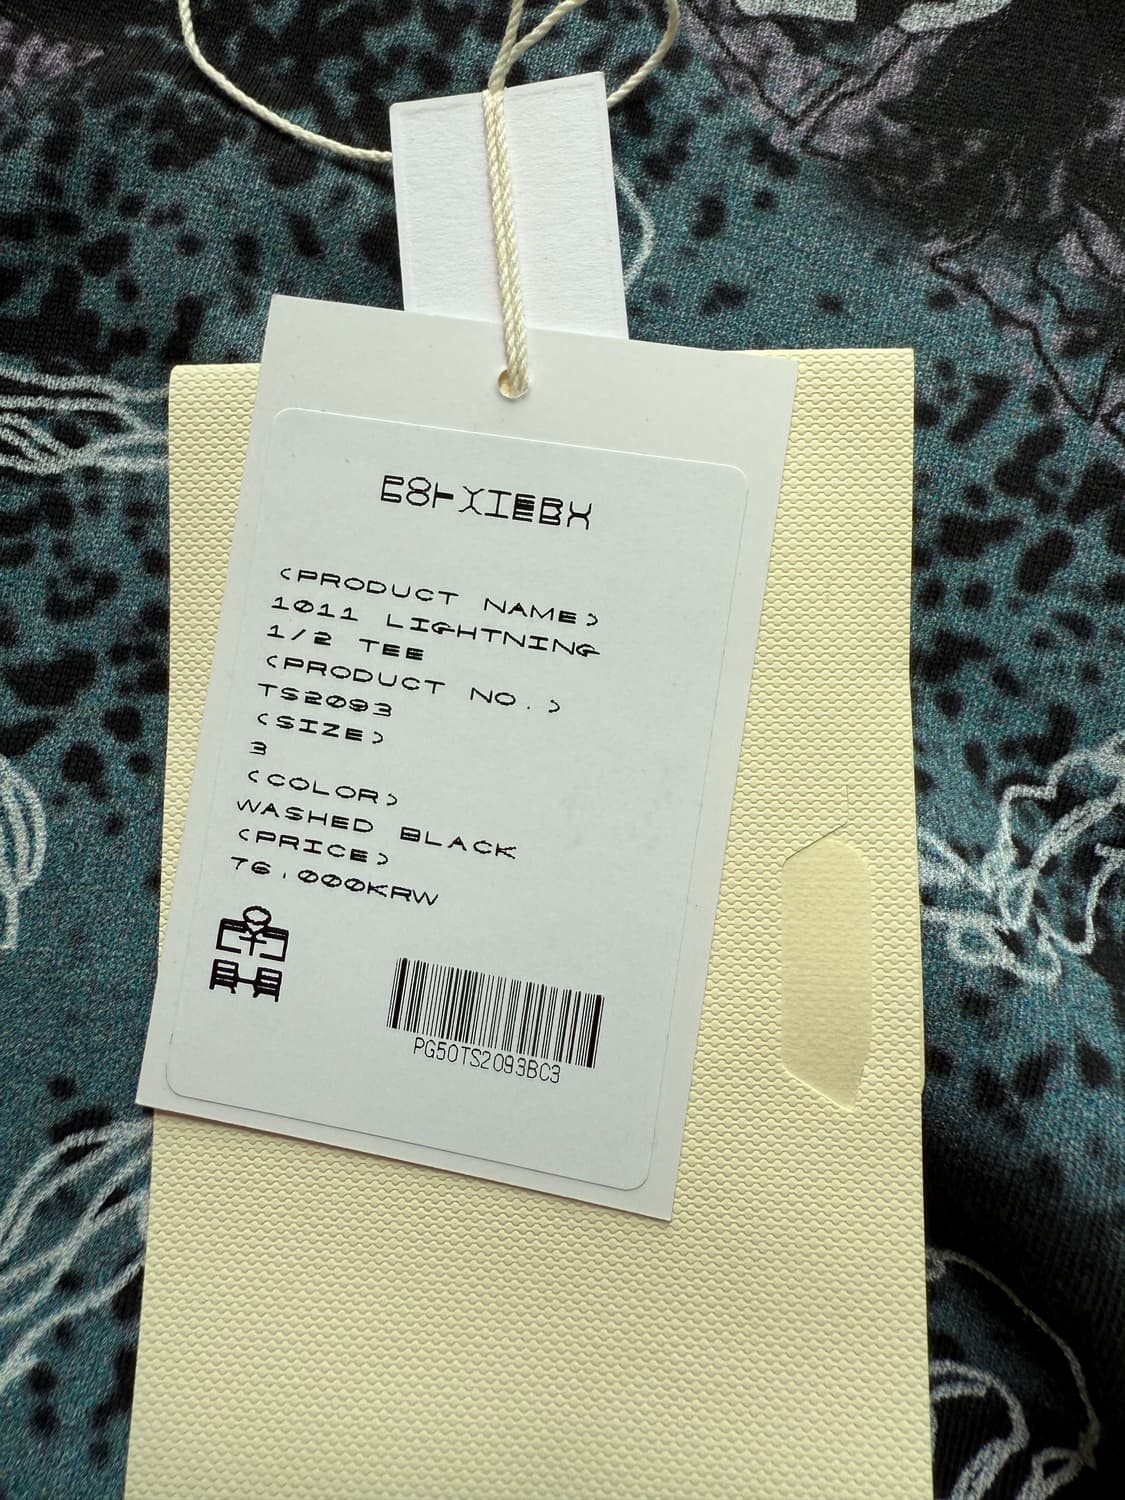 <PRODUCT NAME>
1011 LIGHTNING
1/2 TEE
<PRODUCT NO.>
TS2093
<SIZE>
3
<COLOR>
WASHED BLACK
<PRICE>
76,000KRW
PG50TS2093BC3